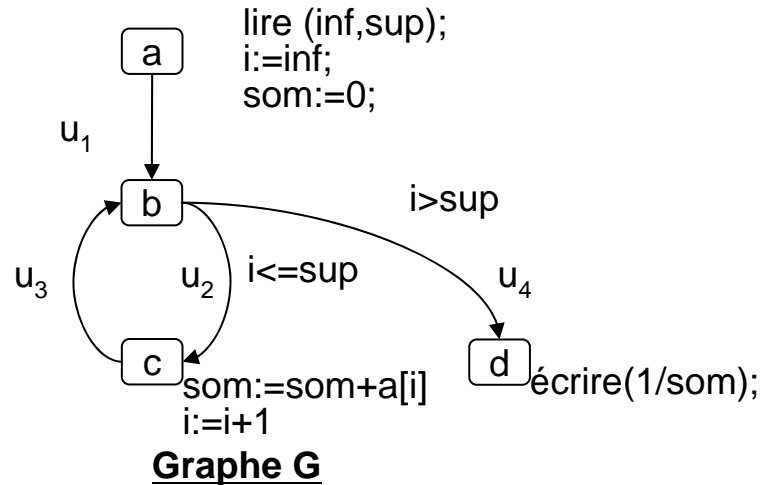 a
lire (inf,sup);
i:=inf;
som:=0;
u1
b
i>sup
u3
u2
i<=sup
u4
c
d
écrire(1/som);
som:=som+a[i]
i:=i+1
Graphe G